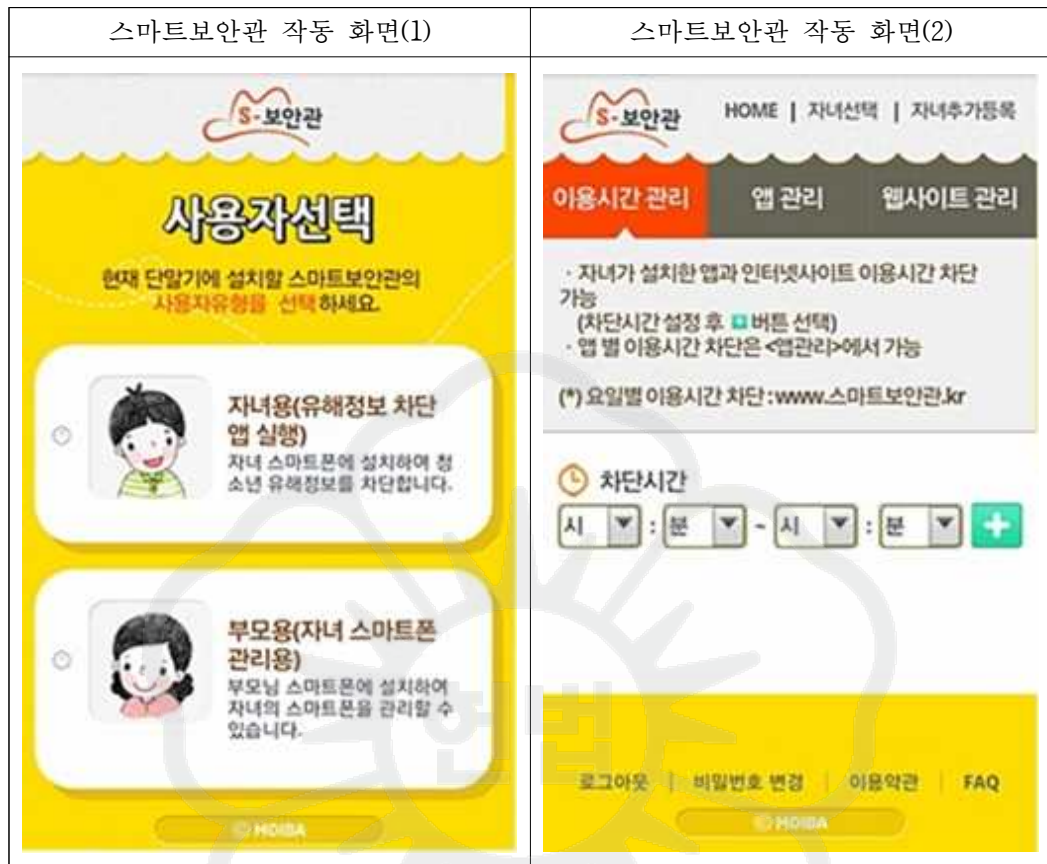 스마트보안관 작동 화면(1)
스마트보안관 작동 화면(2)
S-보안관
사용자선택
현재 단말기에 설치할 스마트보안관의
사용자유형을 선택하세요.
자녀용(유해정보 차단
앱 실행)
자녀 스마트폰에 설치하여 청
소년 유해정보를 차단합니다.
부모용(자녀 스마트폰
관리용)
부모님 스마트폰에 설치하여
자녀의 스마트폰을 관리할 수
있습니다.
ⓒ MOIBA
S-보안관
HOME | 자녀선택 | 자녀추가등록
이용시간 관리 앱 관리 웹사이트 관리
· 자녀가 설치한 앱과 인터넷사이트 이용시간 차단
가능
(차단시간 설정 후 + 버튼 선택)
· 앱 별 이용시간 차단은 <앱관리>에서 가능
(*) 요일별 이용시간 차단 : www.스마트보안관.kr
차단시간
시 : 분 ~ 시 : 분 +
로그아웃 | 비밀번호 변경 | 이용약관 | FAQ
ⓒ MOIBA
헌법